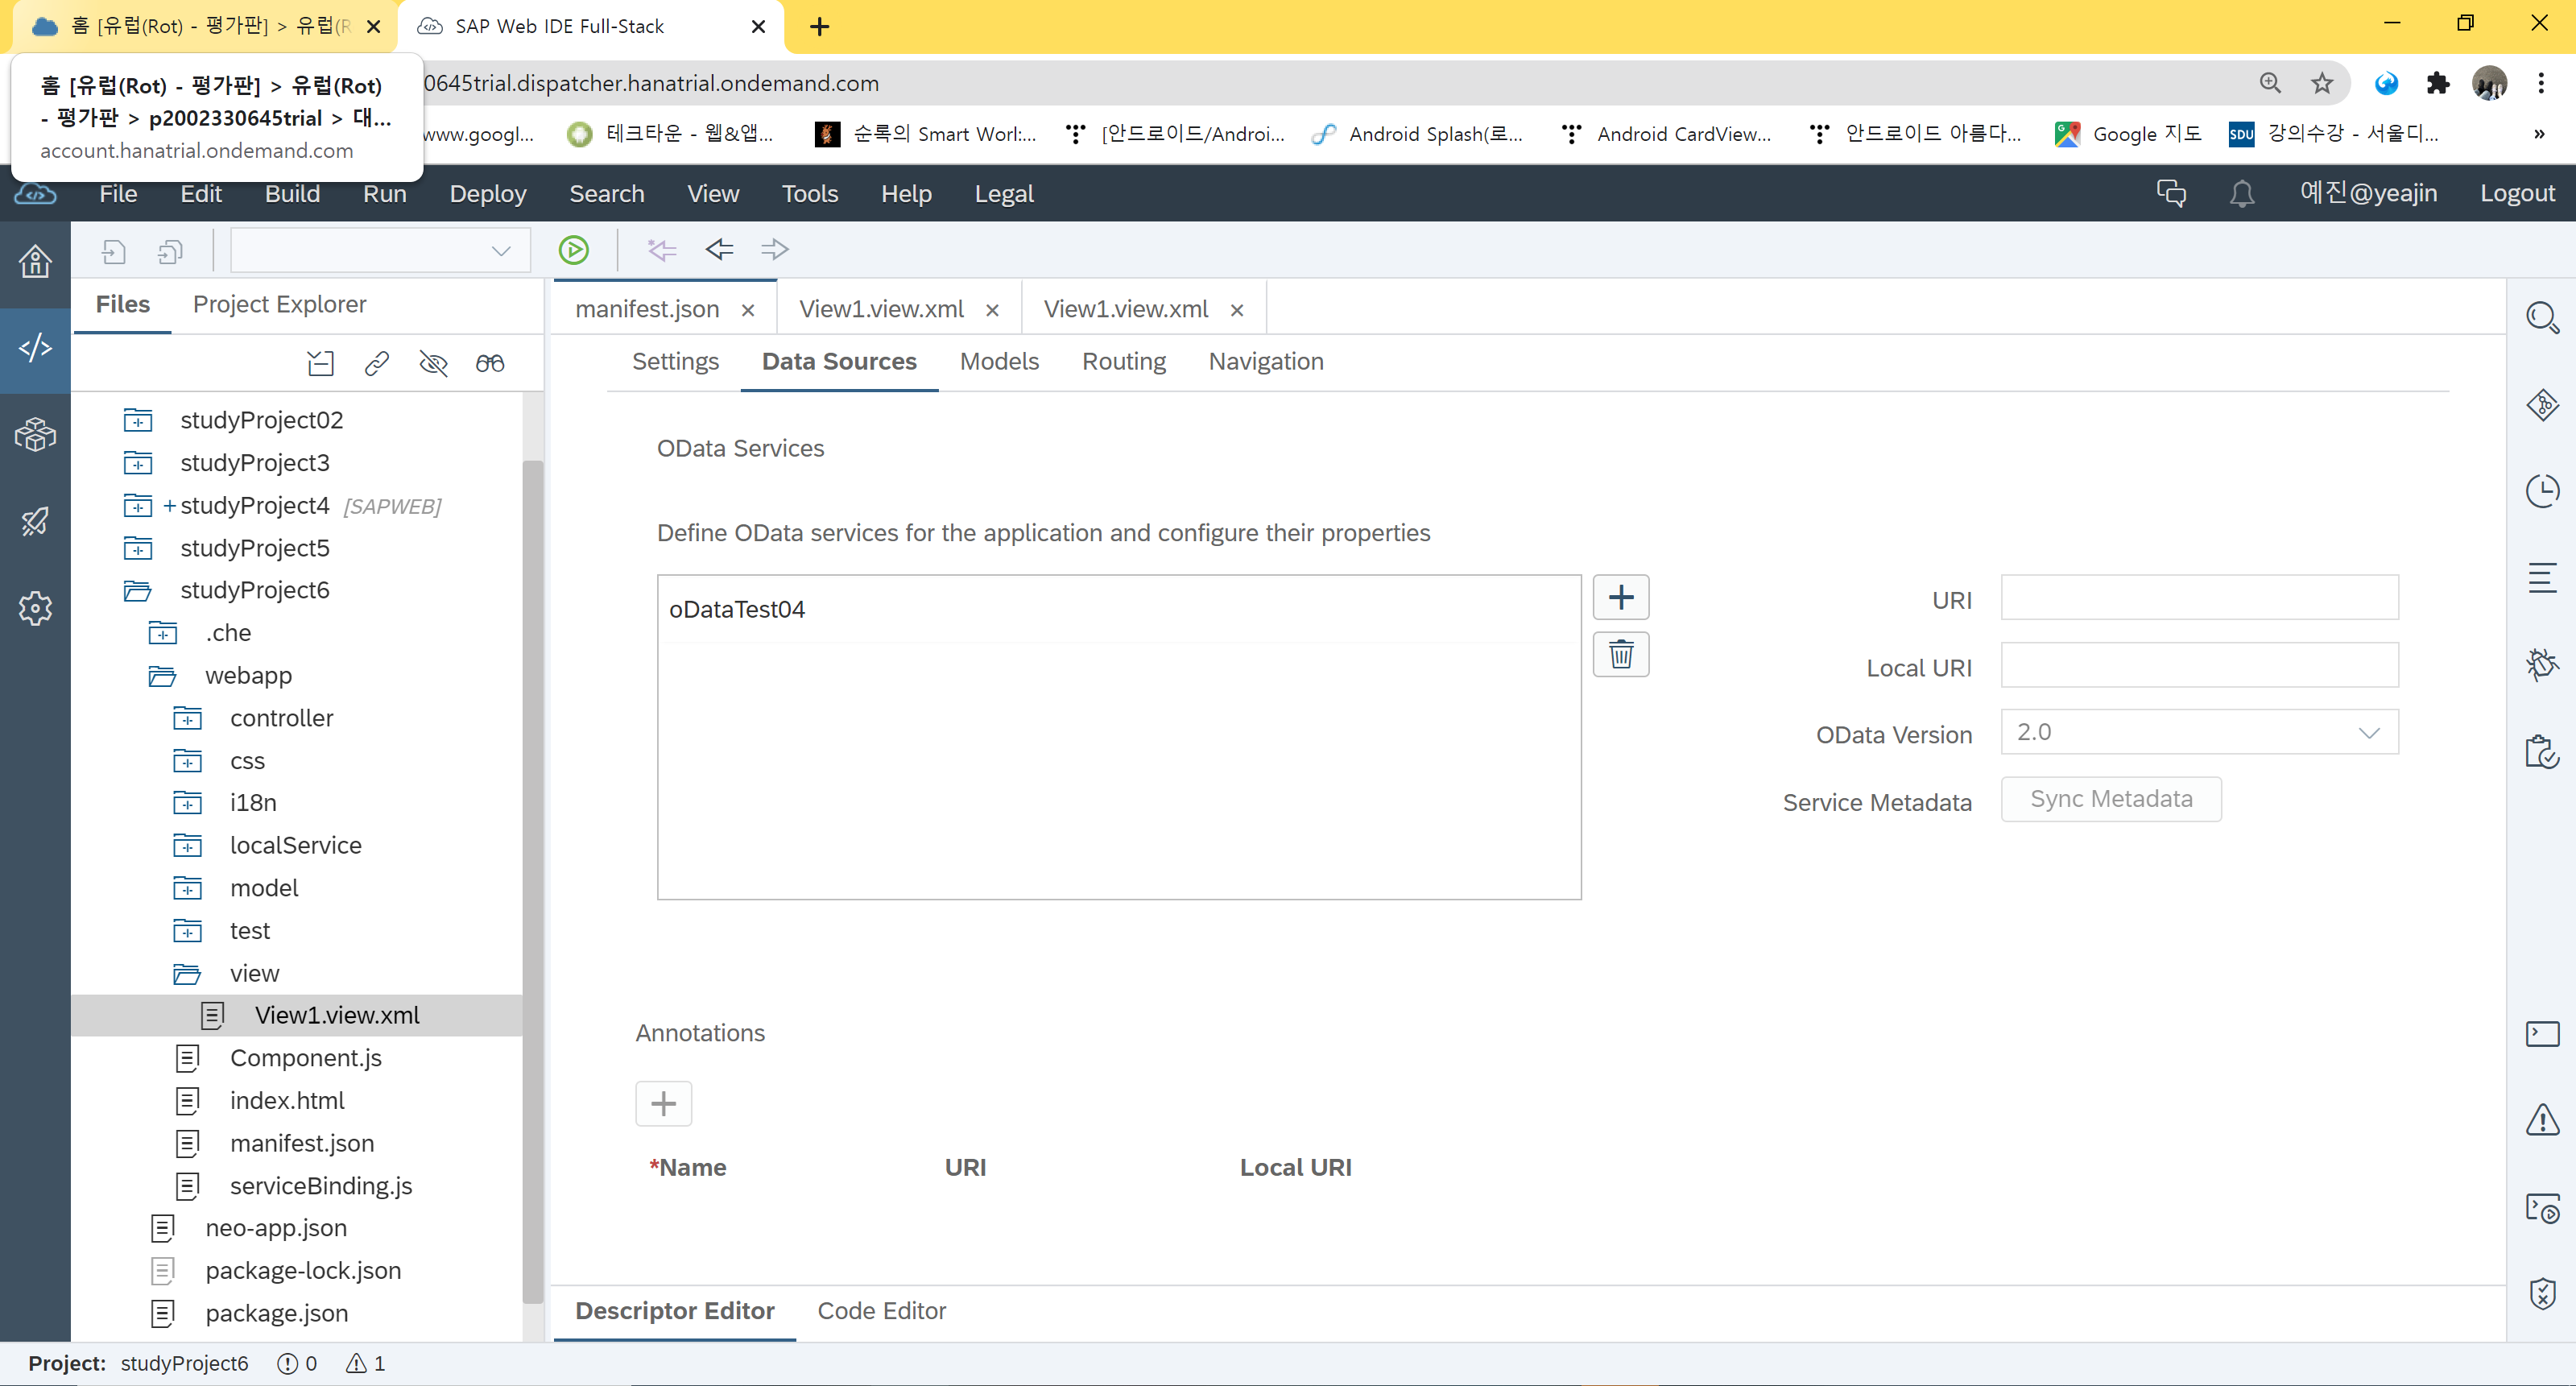 홈 [유럽(Rot) - 평가판] > 유럽(R
SAP Web IDE Full-Stack
홈 [유럽(Rot) - 평가판] > 유럽(Rot)
- 평가판 > p2002330645trial > 대...
account.hanatrial.ondemand.com
0645trial.dispatcher.hanatrial.ondemand.com
www.googl...
테크타운 - 웹&앱...
순록의 Smart Worl:...
[안드로이드/Androi...
Android Splash(로...
Android CardView...
안드로이드 아름다...
Google 지도
SDU
강의수강 - 서울디...
»
File Edit Build Run Deploy Search View Tools Help Legal
예진@yeajin
Logout
Files
Project Explorer
studyProject02
studyProject3
+ studyProject4 [SAPWEB]
studyProject5
studyProject6
.che
webapp
controller
css
i18n
localService
model
test
view
View1.view.xml
Component.js
index.html
manifest.json
serviceBinding.js
neo-app.json
package-lock.json
package.json
manifest.json
View1.view.xml
View1.view.xml
Settings
Data Sources
Models
Routing
Navigation
OData Services
Define OData services for the application and configure their properties
oDataTest04
URI
Local URI
OData Version
2.0
Service Metadata
Sync Metadata
Annotations
*Name
URI
Local URI
Descriptor Editor
Code Editor
Project: studyProject6
0
1